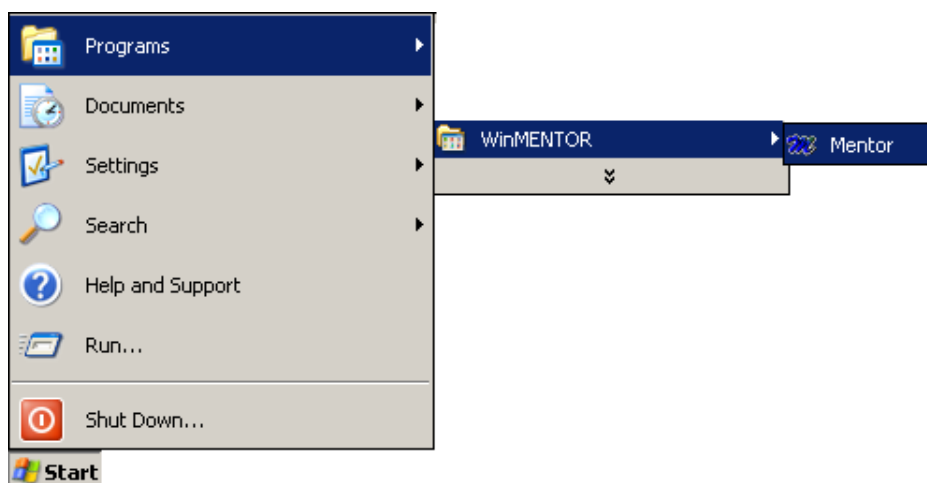 Programs
Documents
WinMENTOR
Mentor
Settings
Search
Help and Support
Run...
Shut Down...
Start